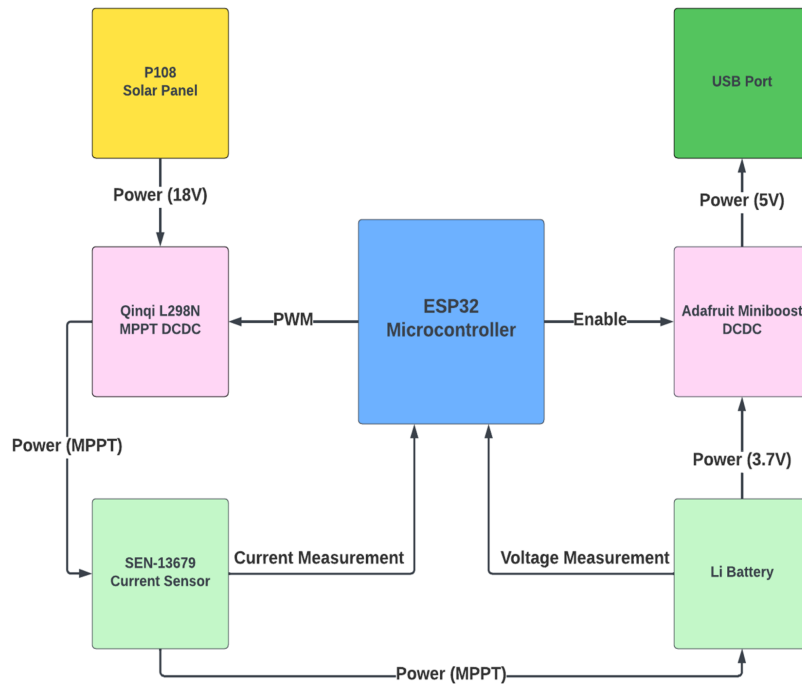 P108
Solar Panel
USB Port
Power (18V)
Power (5V)
Qinqi L298N
MPPT DCDC
PWM
ESP32
Microcontroller
Enable
Adafruit Miniboost
DCDC
Power (MPPT)
Power (3.7V)
SEN-13679
Current Sensor
Current Measurement
Voltage Measurement
Li Battery
Power (MPPT)